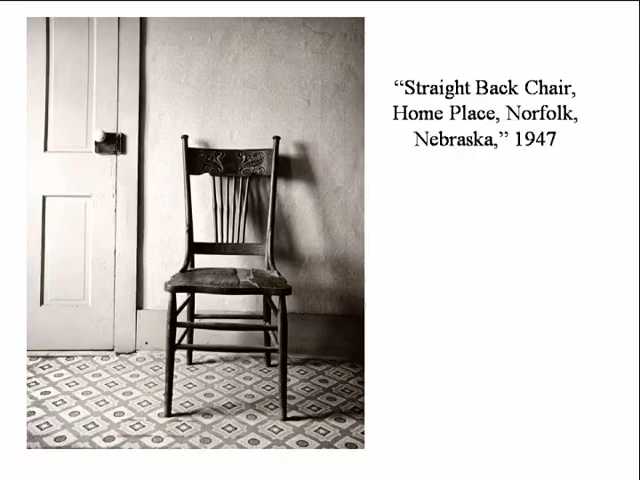 “Straight Back Chair,
Home Place, Norfolk,
Nebraska,” 1947